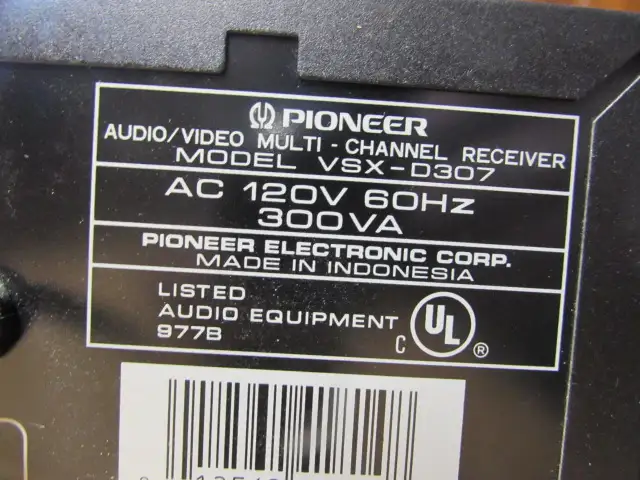 PIONEER
AUDIO/VIDEO MULTI-CHANNEL RECEIVER
MODEL VSX-D307
AC 120V 60Hz
300VA
PIONEER ELECTRONIC CORP.
MADE IN INDONESIA
LISTED
AUDIO EQUIPMENT
977B
C UL ®